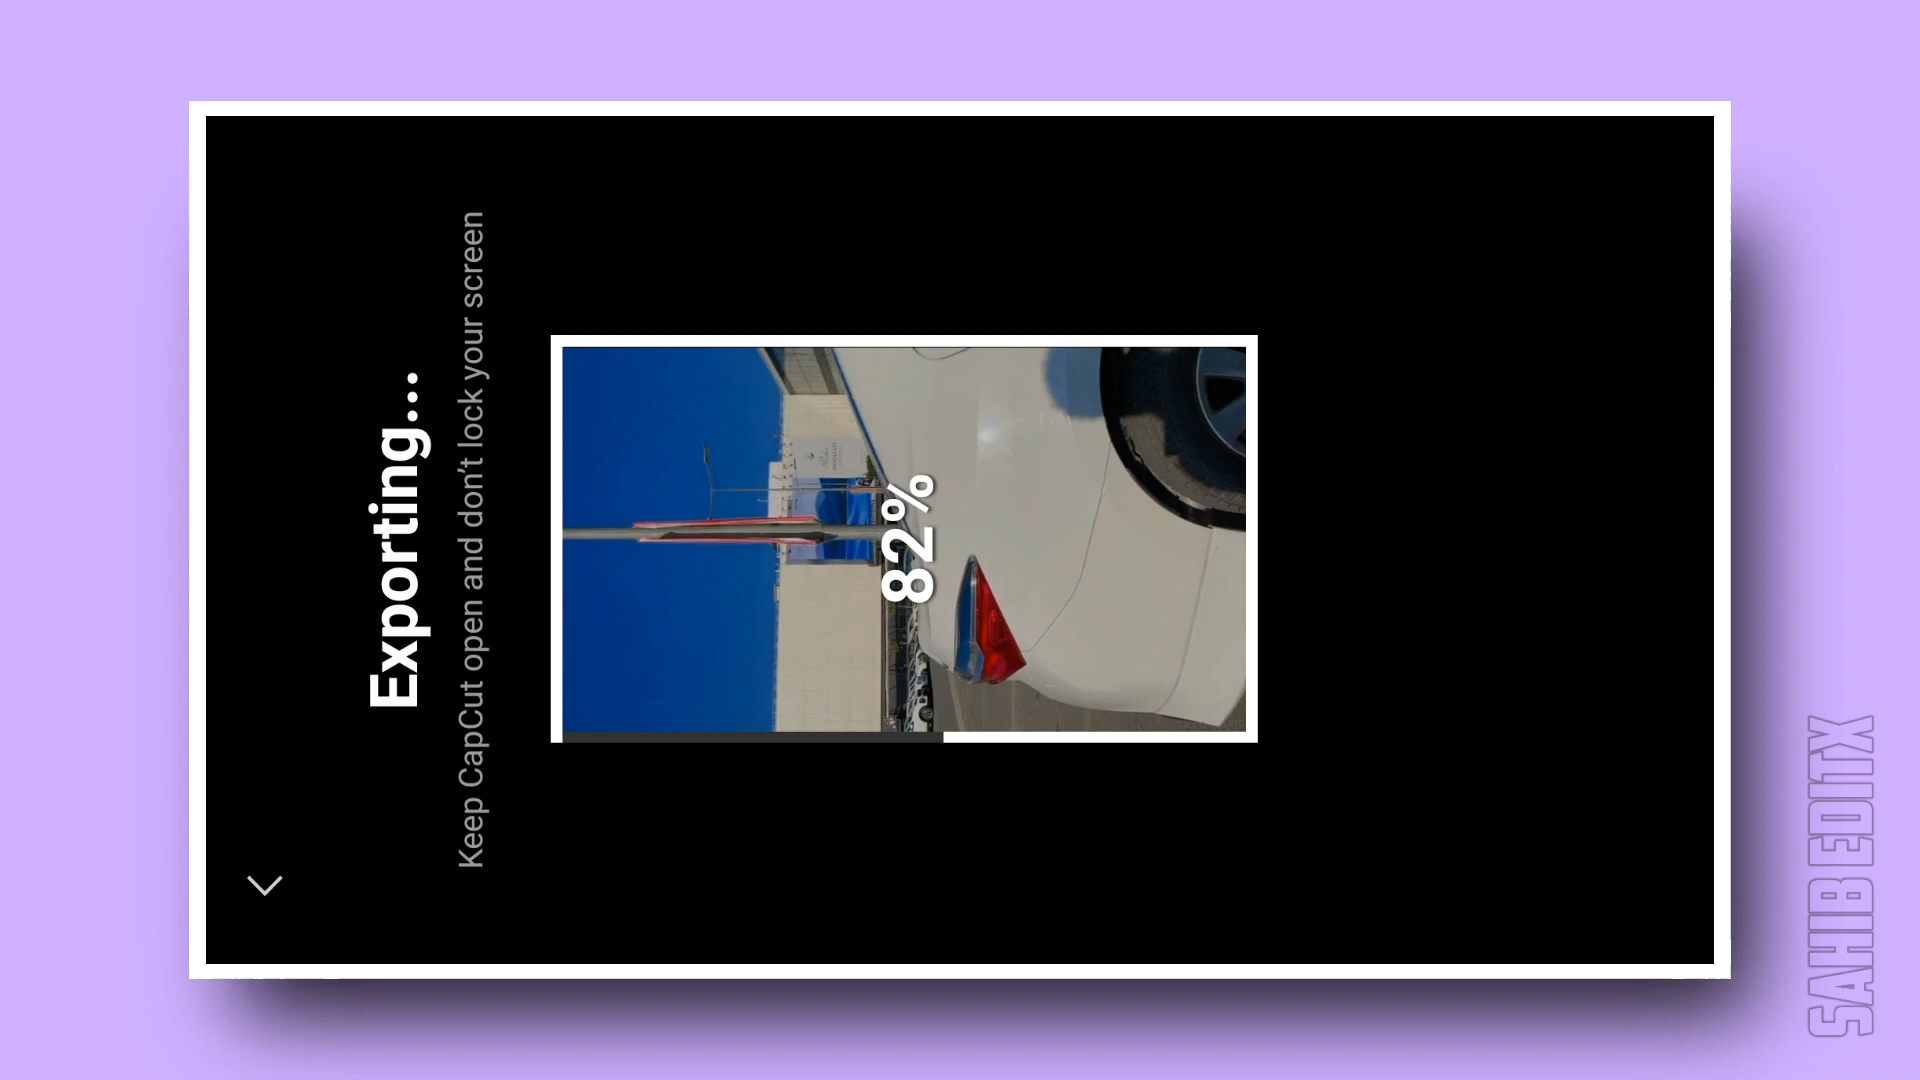 Exporting...
Keep CapCut open and don't lock your screen
82%
SAHIB EDITX